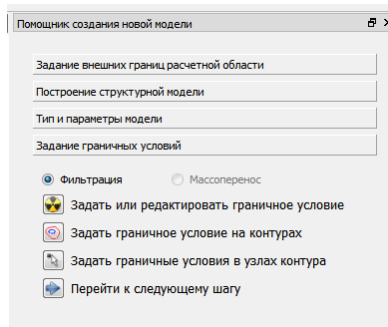 Помощник создания новой модели
Задание внешних границ расчетной области
Построение структурной модели
Тип и параметры модели
Задание граничных условий
Фильтрация
Массоперенос
Задать или редактировать граничное условие
Задать граничное условие на контурах
Задать граничные условия в узлах контура
Перейти к следующему шагу